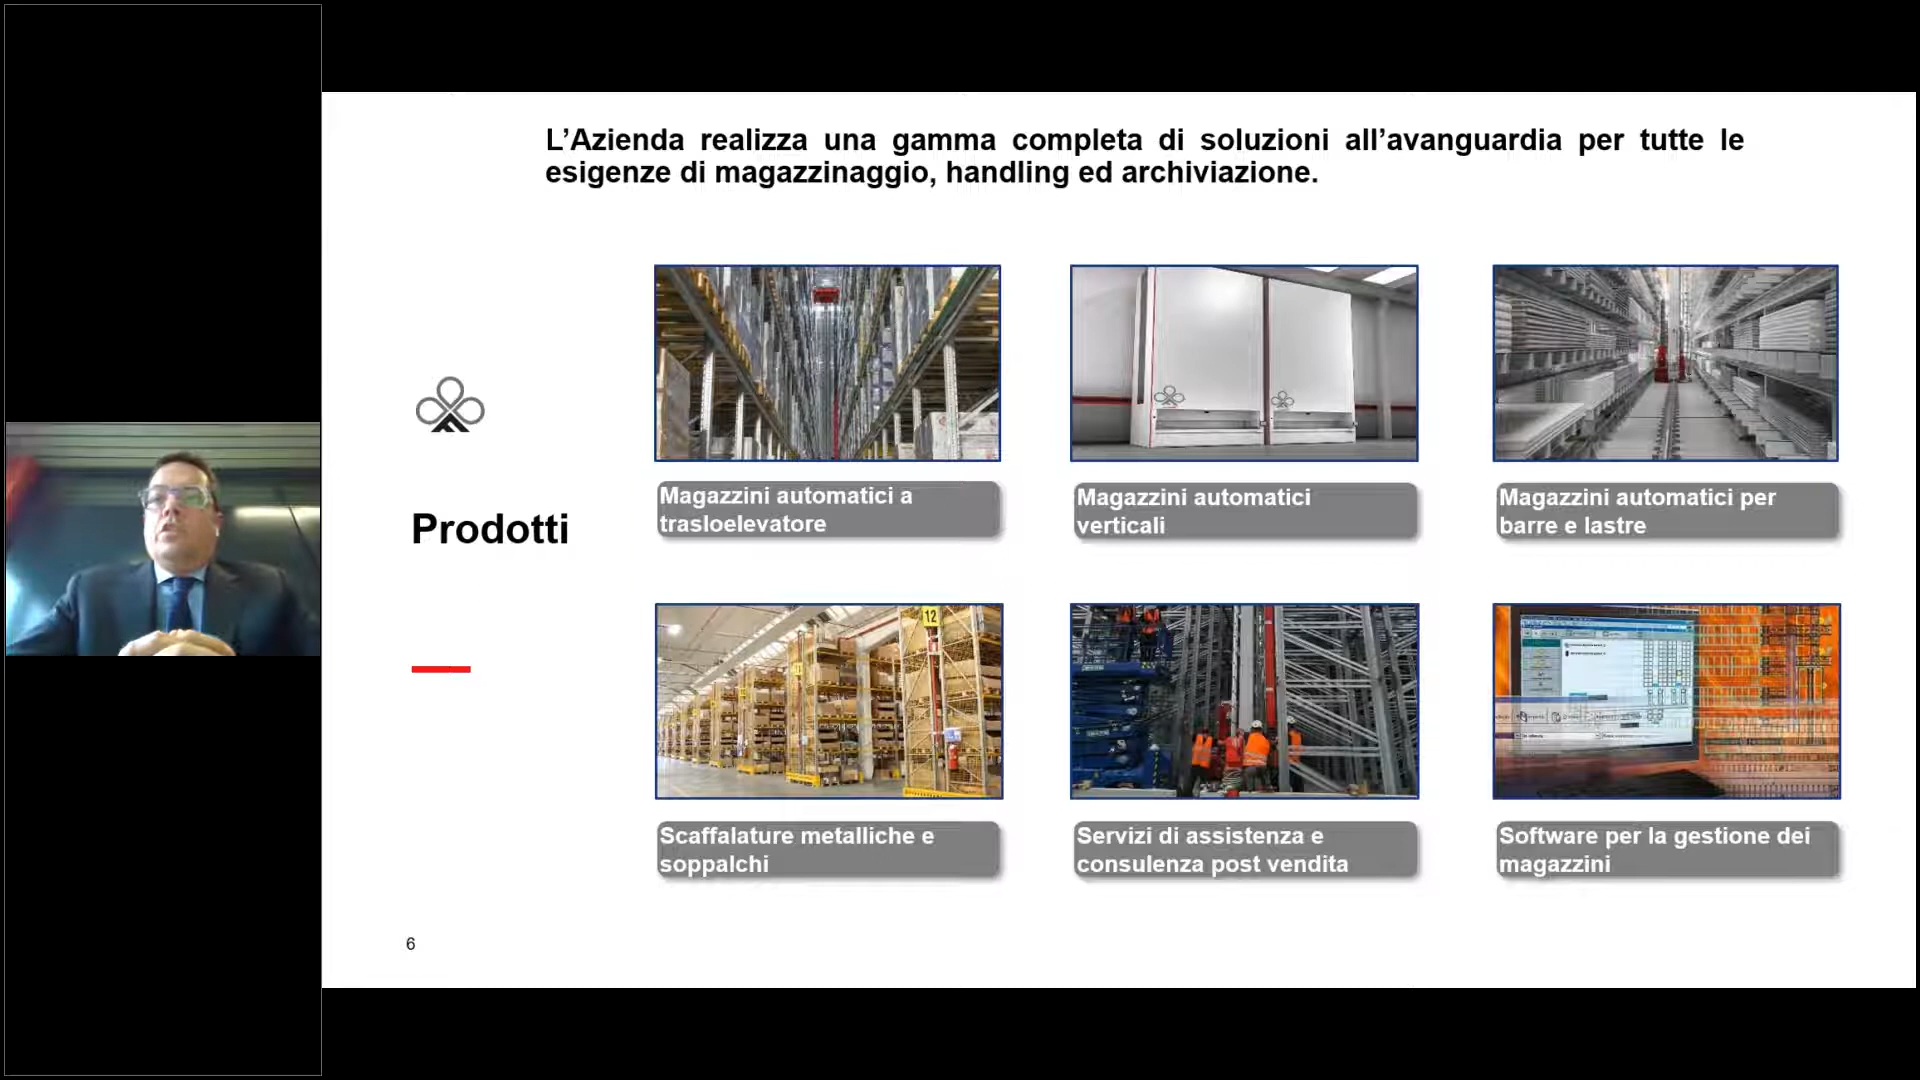 L’Azienda realizza una gamma completa di soluzioni all’avanguardia per tutte le
esigenze di magazzinaggio, handling ed archiviazione.
Prodotti
Magazzini automatici a
trasloelevatore
Magazzini automatici
verticali
Magazzini automatici per
barre e lastre
12
Scaffalature metalliche e
soppalchi
Servizi di assistenza e
consulenza post vendita
Software per la gestione dei
magazzini
6